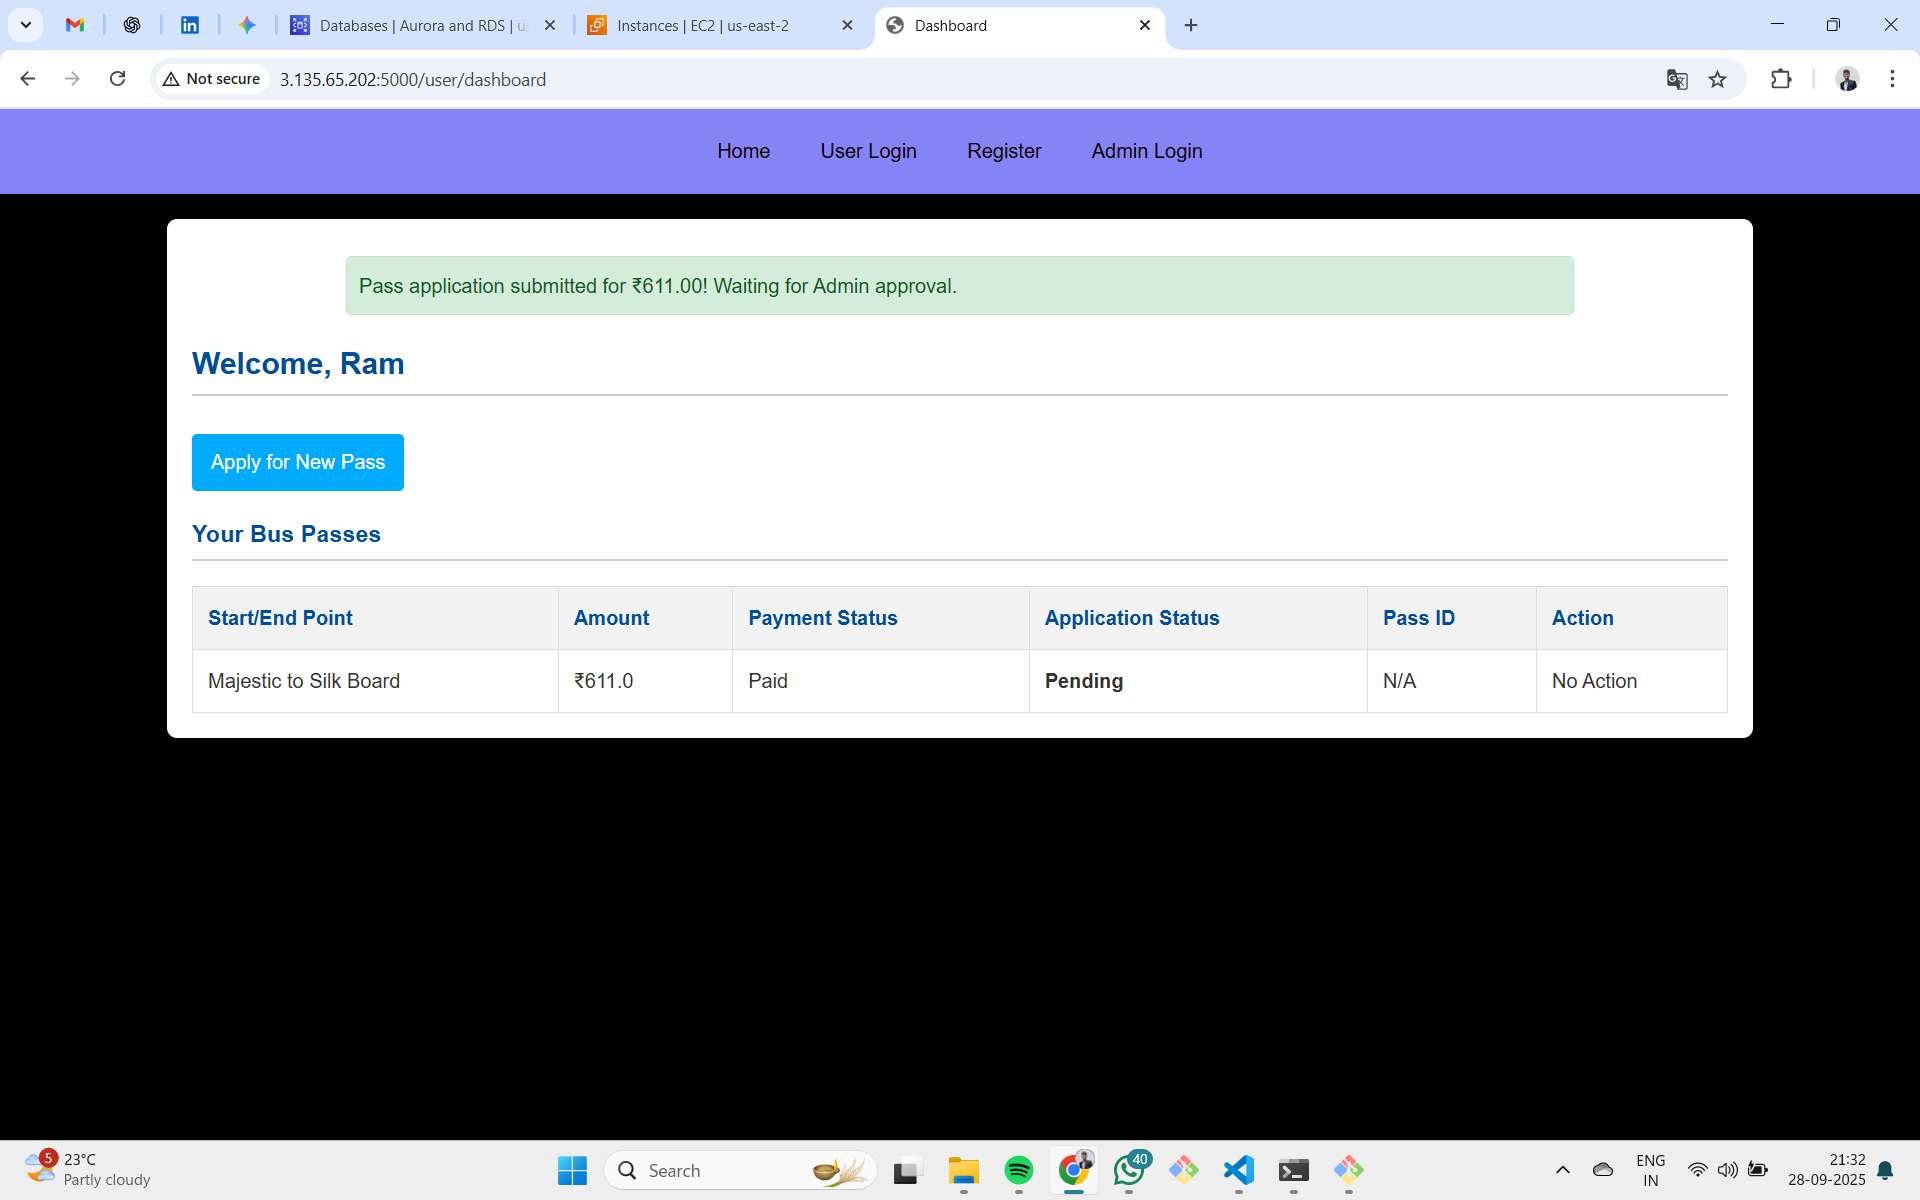 Databases | Aurora and RDS | us
Instances | EC2 | us-east-2
Dashboard
Not secure
3.135.65.202:5000/user/dashboard
Home
User Login
Register
Admin Login
Pass application submitted for ₹611.00! Waiting for Admin approval.
Welcome, Ram
Apply for New Pass
Your Bus Passes
Start/End Point
Amount
Payment Status
Application Status
Pass ID
Action
Majestic to Silk Board
₹611.0
Paid
Pending
N/A
No Action
5
23°C
Partly cloudy
Search
40
ENG
IN
21:32
28-09-2025